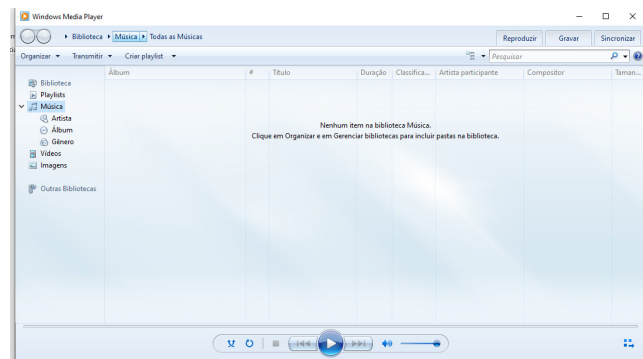 Windows Media Player
Biblioteca Música Todas as Músicas
Reproduzir Gravar Sincronizar
Organizar Transmitir Criar playlist Pesquisar
Álbum # Título Duração Classifica... Artista participante Compositor Taman...
Biblioteca
Playlists
Música
Artista
Álbum
Gênero
Vídeos
Imagens
Outras Bibliotecas
Nenhum item na biblioteca Música.
Clique em Organizar e em Gerenciar bibliotecas para incluir pastas na biblioteca.